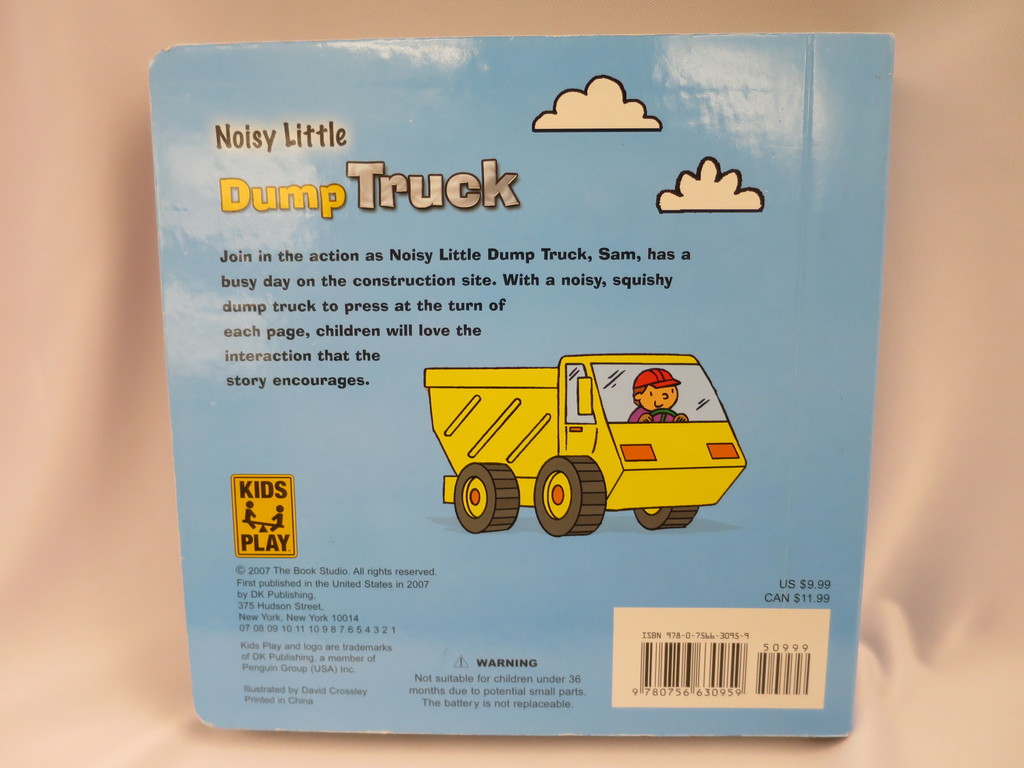 Noisy Little
Dump Truck
Join in the action as Noisy Little Dump Truck, Sam, has a
busy day on the construction site. With a noisy, squishy
dump truck to press at the turn of
each page, children will love the
interaction that the
story encourages.
KIDS
PLAY
© 2007 The Book Studio. All rights reserved.
First published in the United States in 2007
by DK Publishing,
375 Hudson Street,
New York, New York 10014
07 08 09 10 11 10 9 8 7 6 5 4 3 2 1
Kids Play and logo are trademarks
of DK Publishing, a member of
Penguin Group (USA) Inc.
Illustrated by David Crossley
Printed in China
⚠ WARNING
Not suitable for children under 36
months due to potential small parts.
The battery is not replaceable.
US $9.99
CAN $11.99
ISBN 978-0-7566-3095-9
50999
9 780756 630959